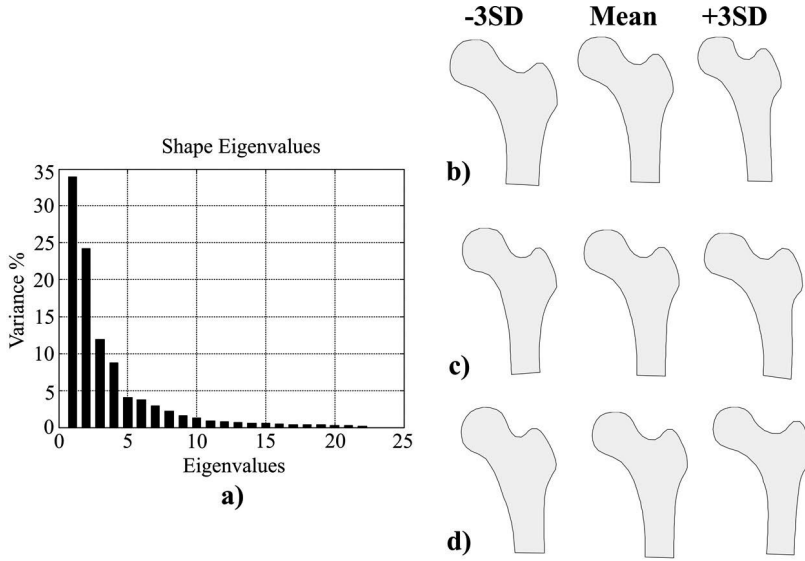 -3SD Mean +3SD
b)
Shape Eigenvalues
35
30
25
20
15
10
5
0
Variance %
0 5 10 15 20 25
Eigenvalues
a)
c)
d)